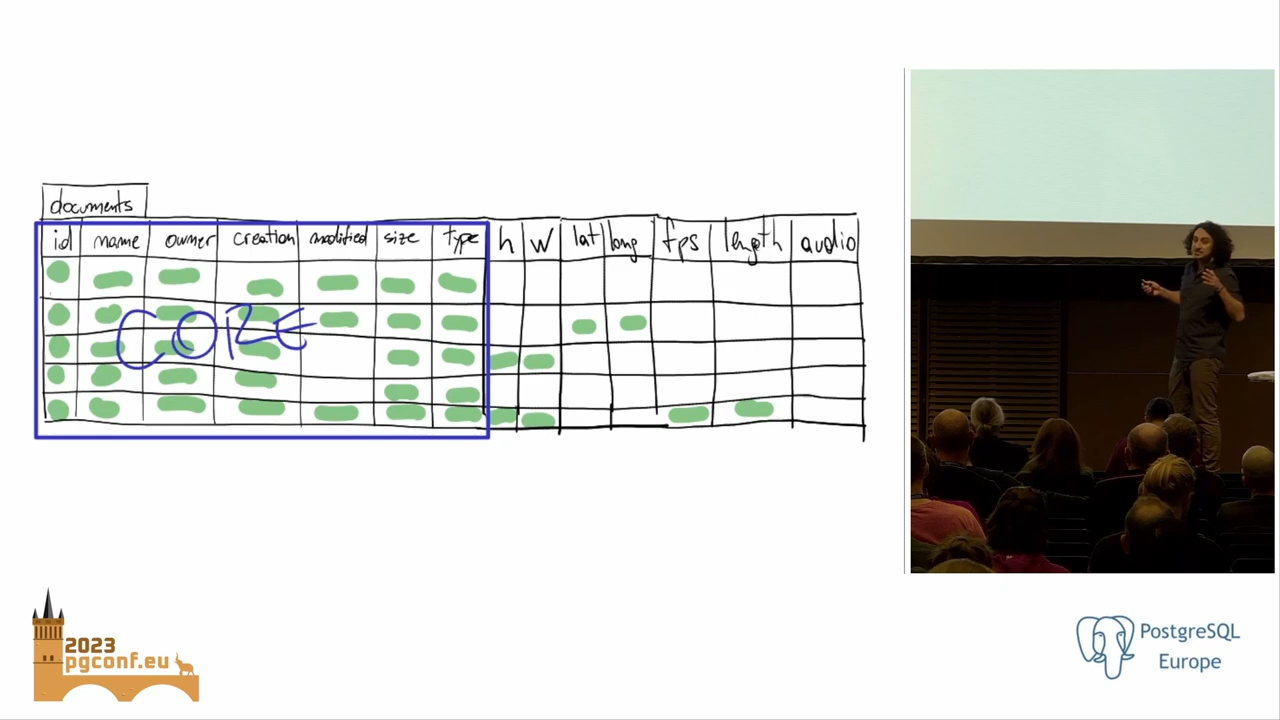 documents
id name owner creation modified size type h w lat long fps length audio
CORE
2023
pgconf.eu
PostgreSQL
Europe